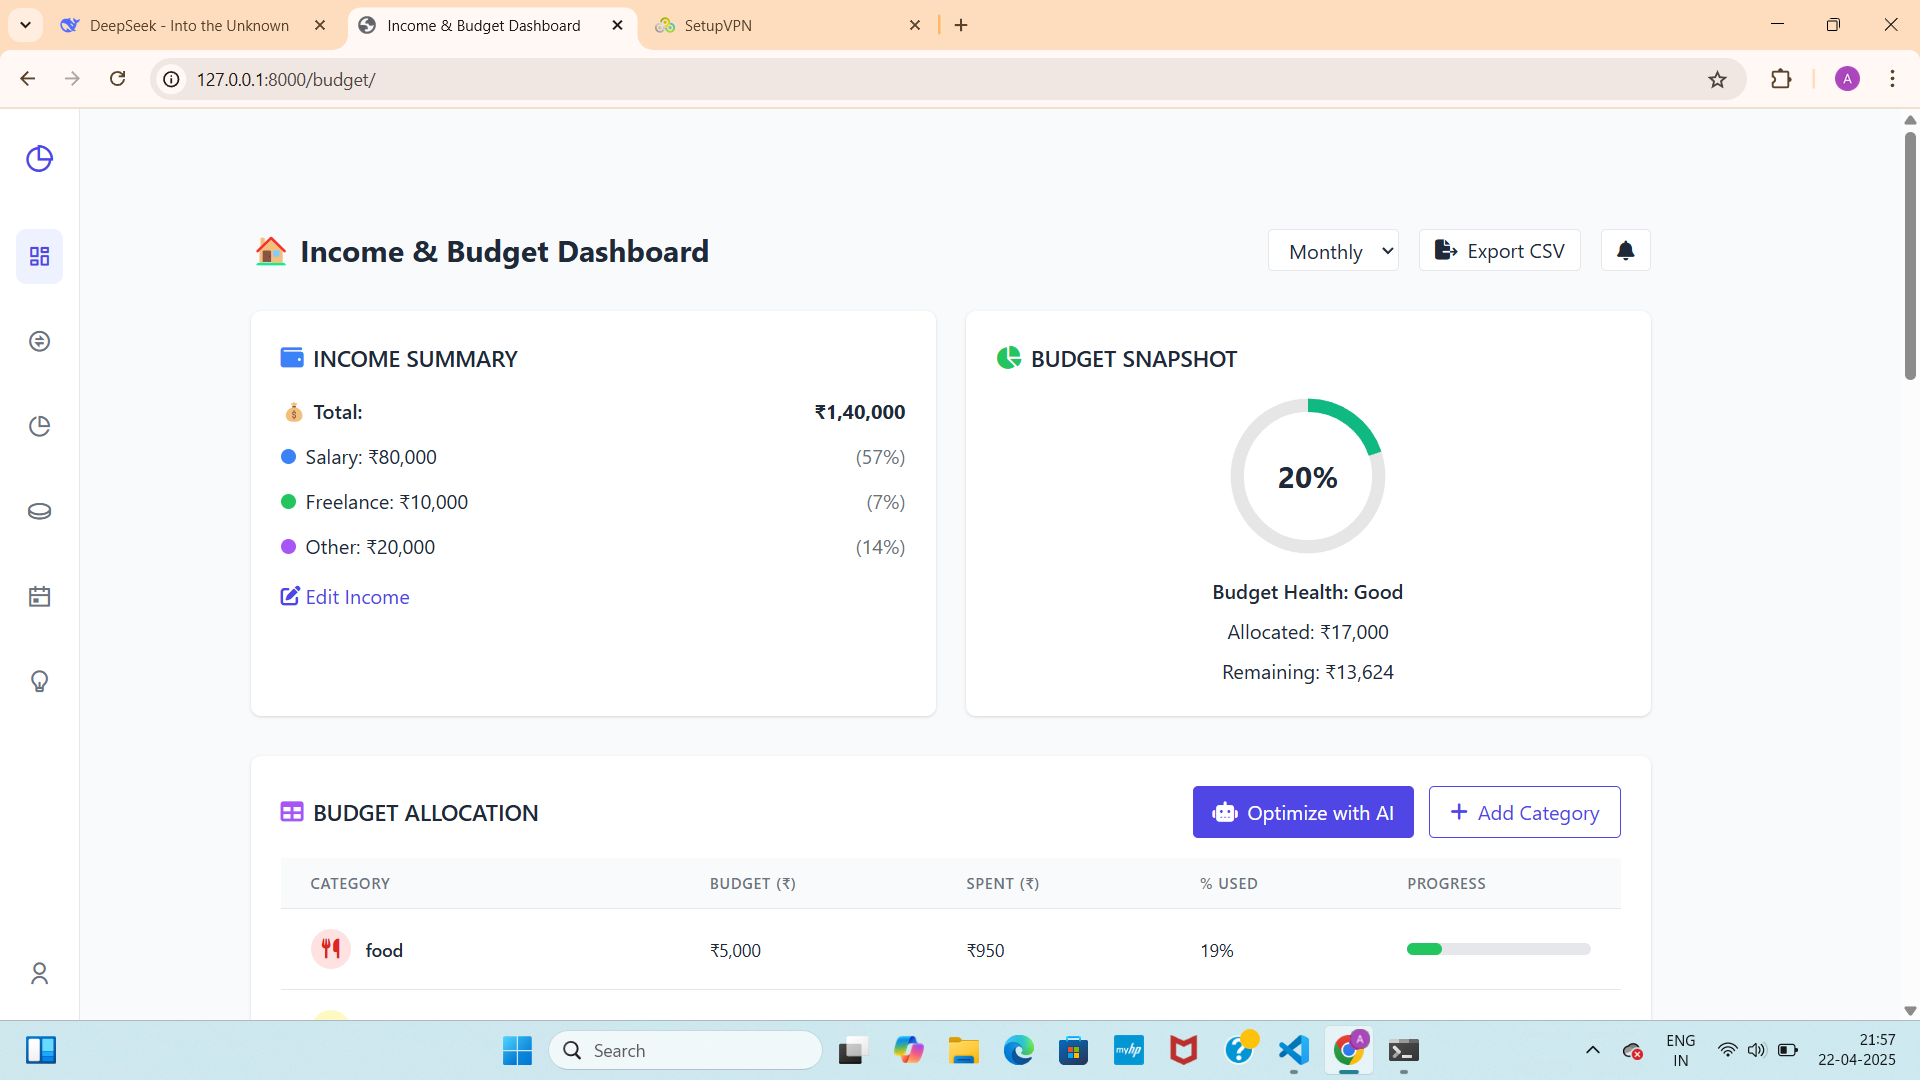 DeepSeek - Into the Unknown
Income & Budget Dashboard
SetupVPN
127.0.0.1:8000/budget/
A
Income & Budget Dashboard
Monthly
Export CSV
INCOME SUMMARY
Total: ₹1,40,000
Salary: ₹80,000 (57%)
Freelance: ₹10,000 (7%)
Other: ₹20,000 (14%)
Edit Income
BUDGET SNAPSHOT
20%
Budget Health: Good
Allocated: ₹17,000
Remaining: ₹13,624
BUDGET ALLOCATION
Optimize with AI
Add Category
CATEGORY BUDGET (₹) SPENT (₹) % USED PROGRESS
food ₹5,000 ₹950 19%
Search
myhp
A
ENG
IN
21:57
22-04-2025